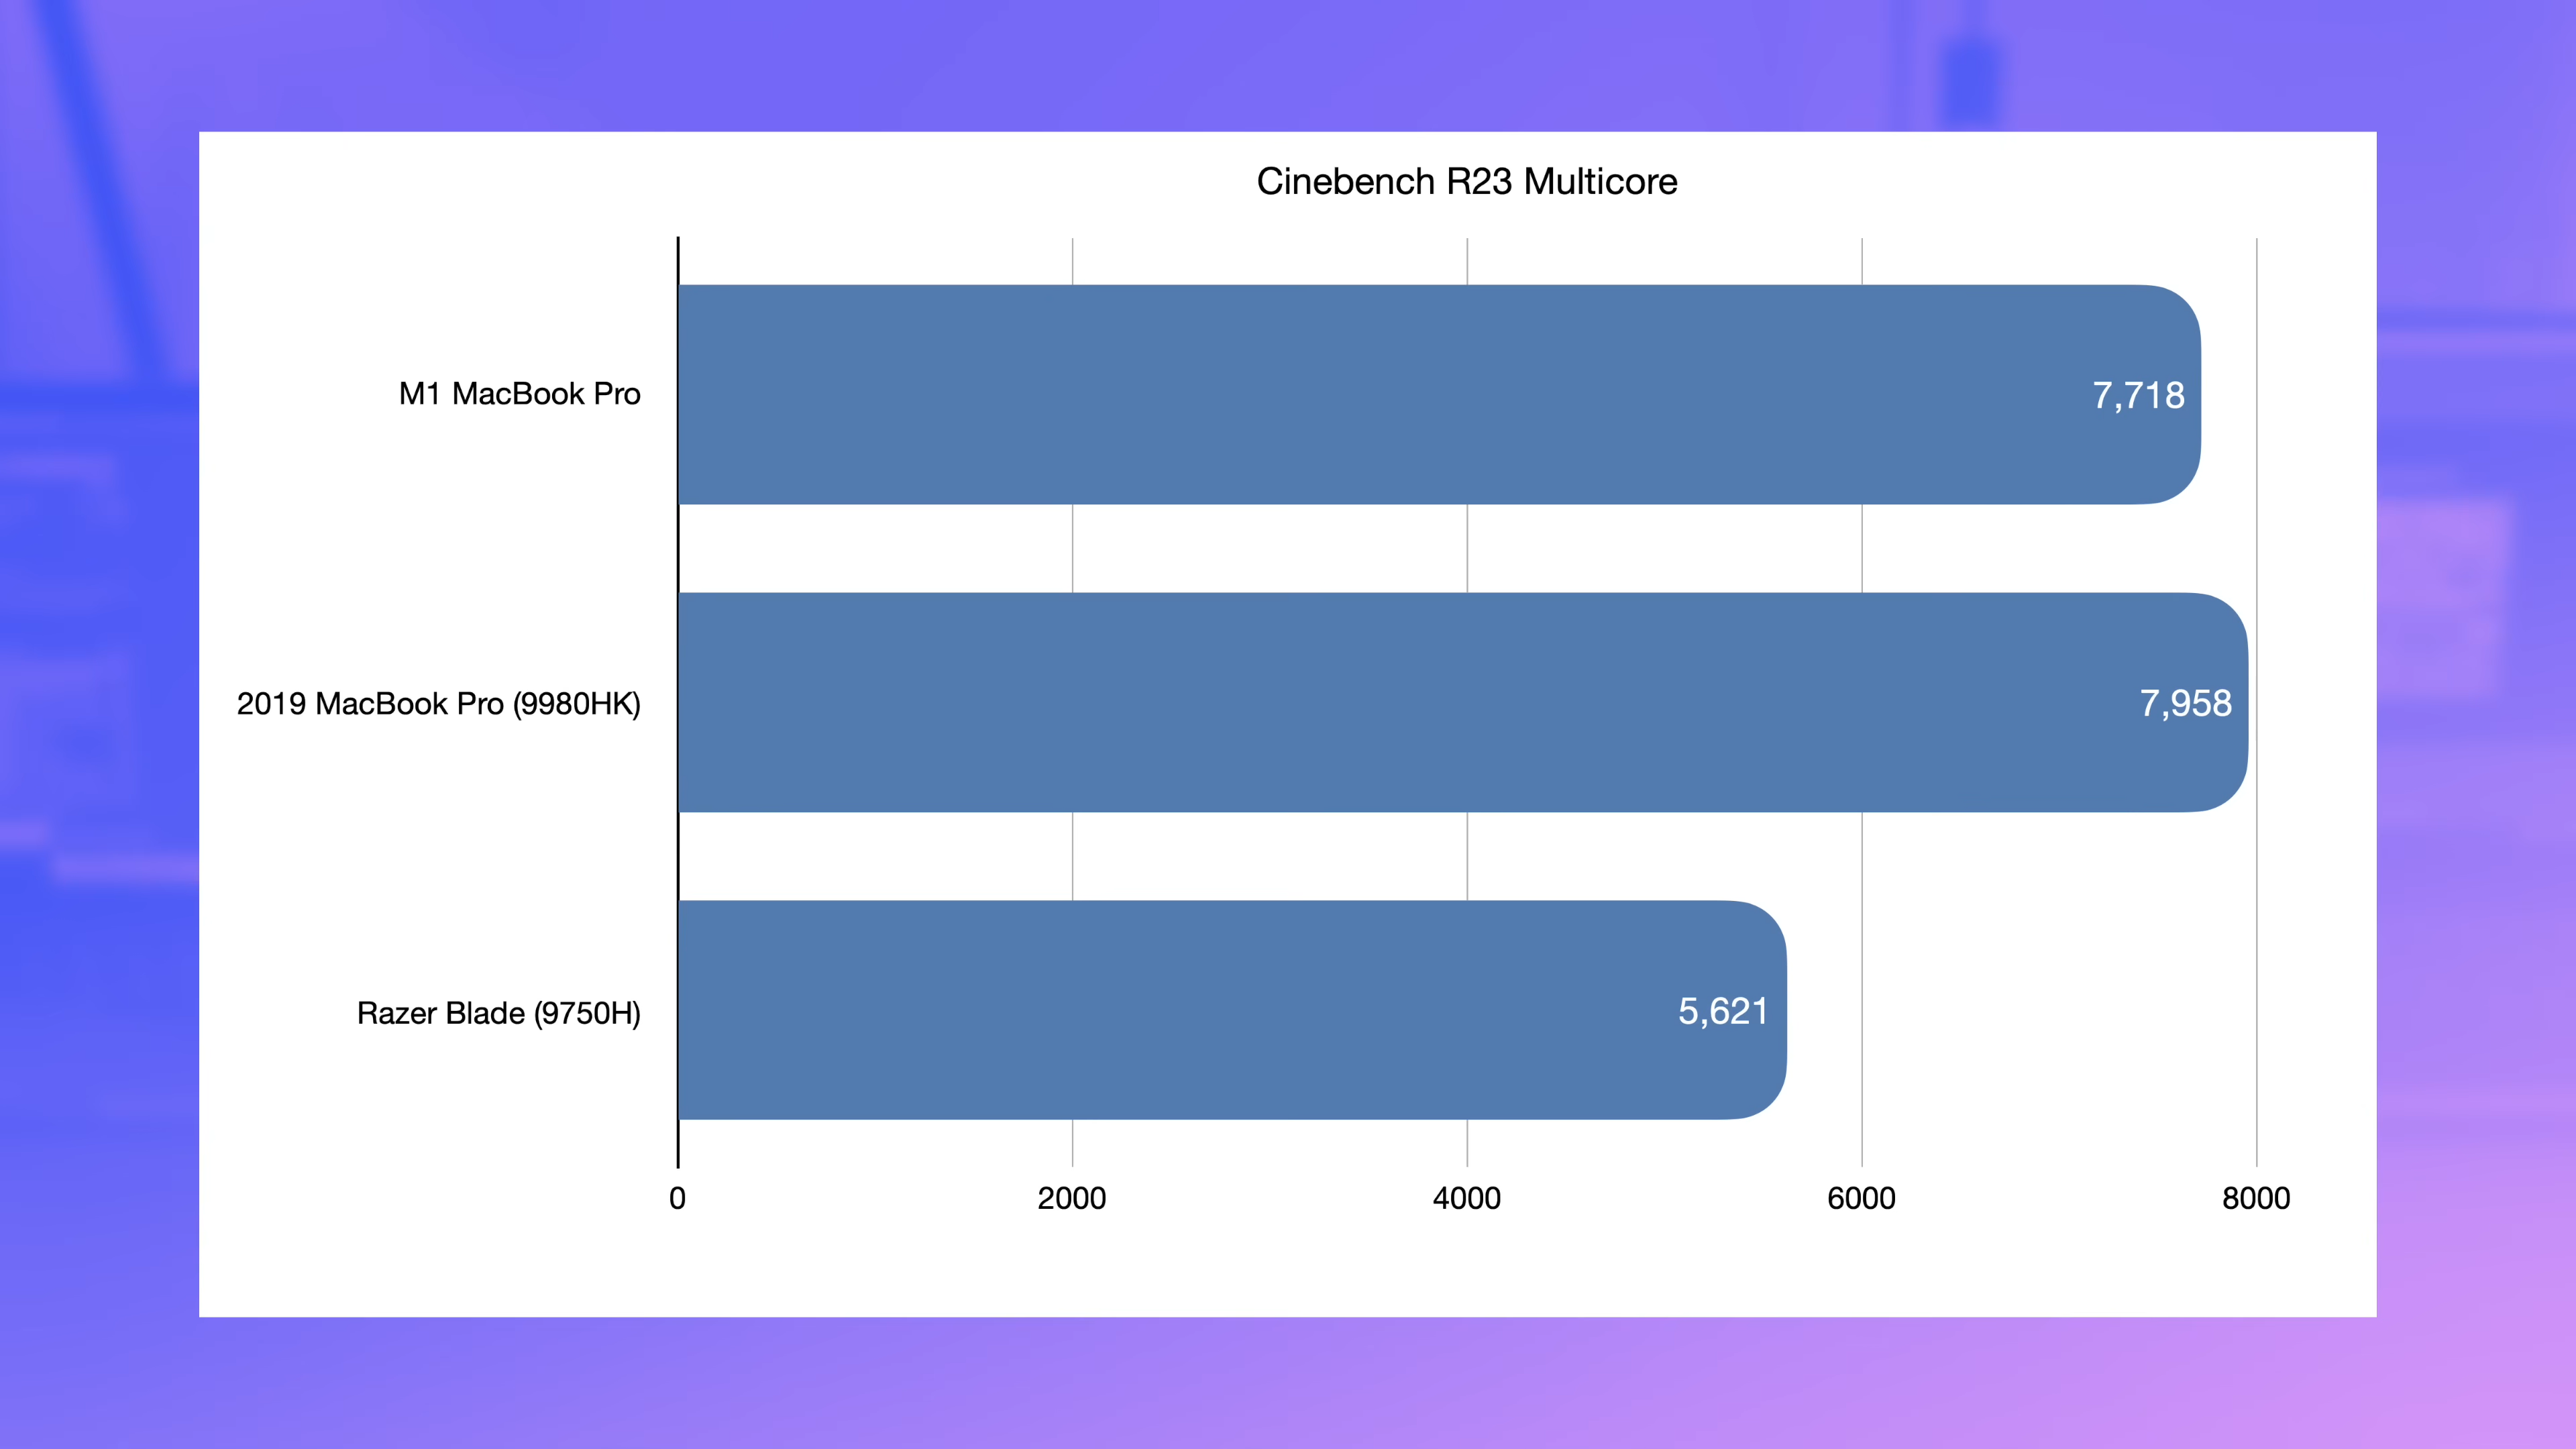 Cinebench R23 Multicore
M1 MacBook Pro
7,718
2019 MacBook Pro (9980HK)
7,958
Razer Blade (9750H)
5,621
0 2000 4000 6000 8000